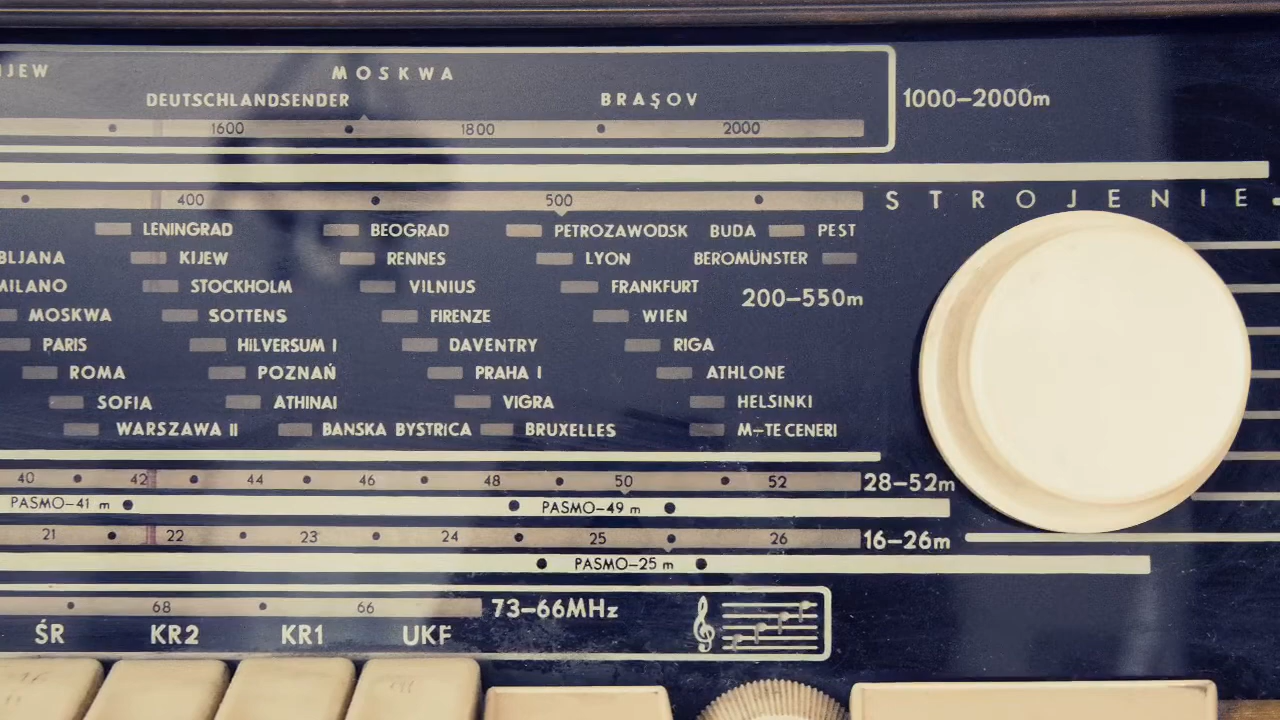 IJEW MOSKWA
DEUTSCHLANDSENDER BRAŞOV 1000–2000m
1600 1800 2000
STROJENIE
400 500
LENINGRAD BEOGRAD PETROZAWODSK BUDA PEST
BLJANA KIJEW RENNES LYON BEROMÜNSTER
MILANO STOCKHOLM VILNIUS FRANKFURT 200–550m
MOSKWA SOTTENS FIRENZE WIEN
PARIS HILVERSUM I DAVENTRY RIGA
ROMA POZNAŃ PRAHA I ATHLONE
SOFIA ATHINAI VIGRA HELSINKI
WARSZAWA II BANSKA BYSTRICA BRUXELLES M–TE CENERI
40 42 44 46 48 50 52 28–52m
PASMO–41 m PASMO–49 m
21 22 23 24 25 26 16–26m
PASMO–25 m
68 66 73–66MHz
ŚR KR2 KR1 UKF